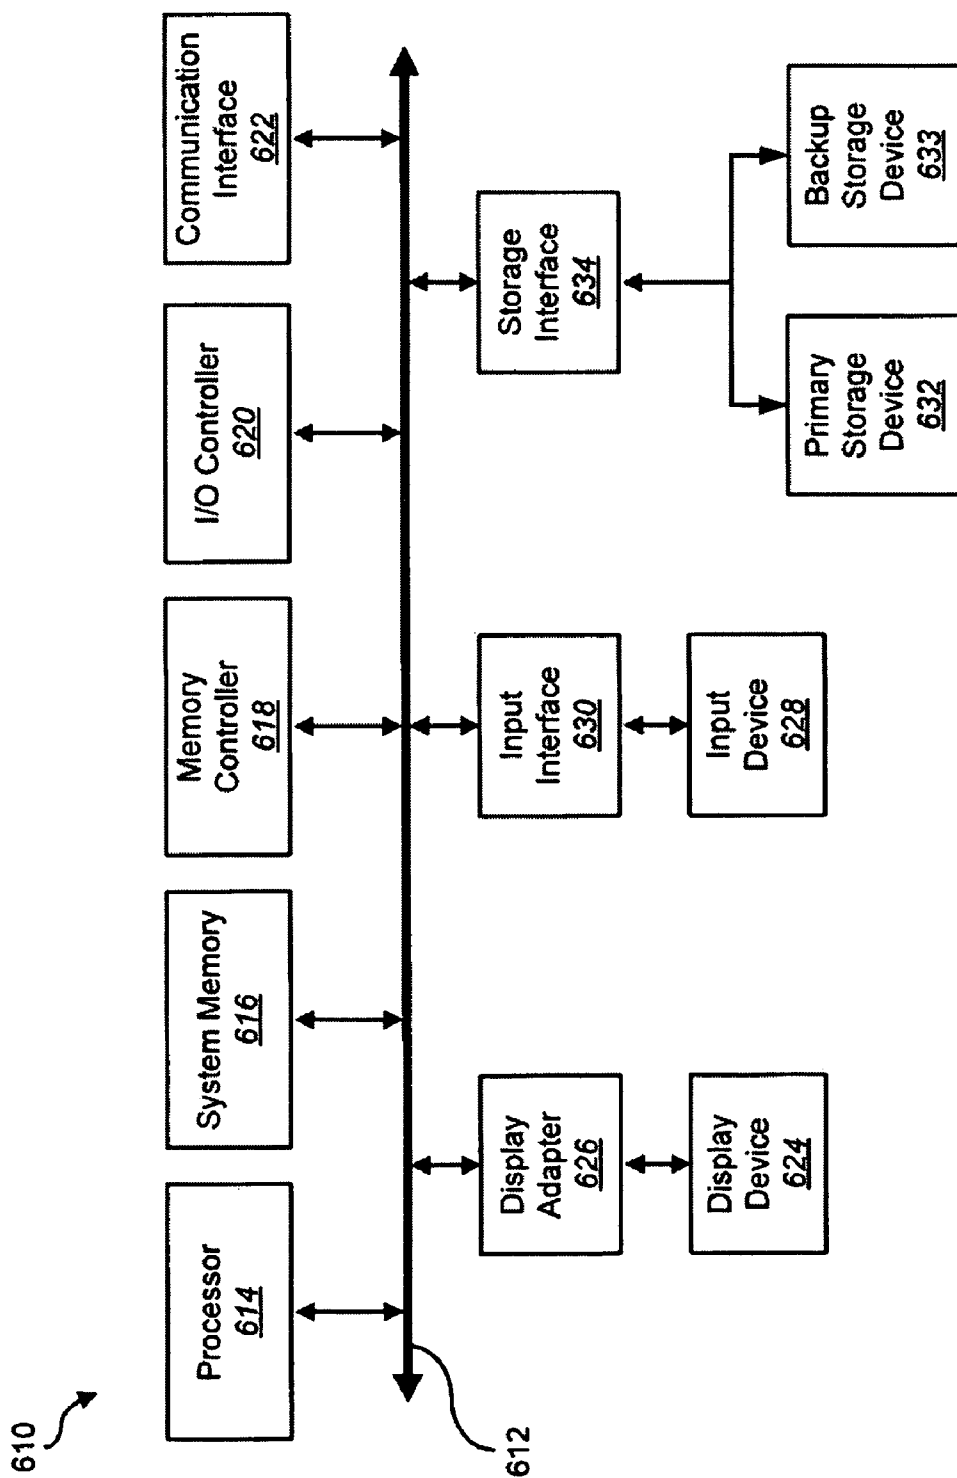 610
Processor
614
System Memory
616
Memory
Controller
618
I/O Controller
620
Communication
Interface
622
612
Display
Adapter
626
Input
Interface
630
Storage
Interface
634
Display
Device
624
Input
Device
628
Primary
Storage
Device
632
Backup
Storage
Device
633